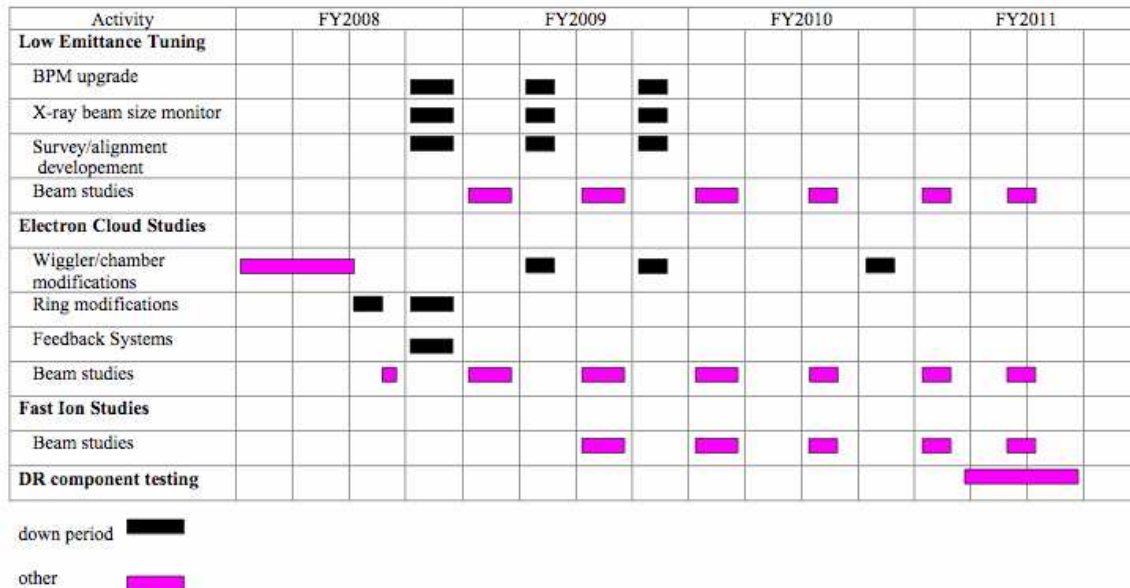 Activity FY2008 FY2009 FY2010 FY2011
Low Emittance Tuning
BPM upgrade
X-ray beam size monitor
Survey/alignment
developement
Beam studies
Electron Cloud Studies
Wiggler/chamber
modifications
Ring modifications
Feedback Systems
Beam studies
Fast Ion Studies
Beam studies
DR component testing
down period
other